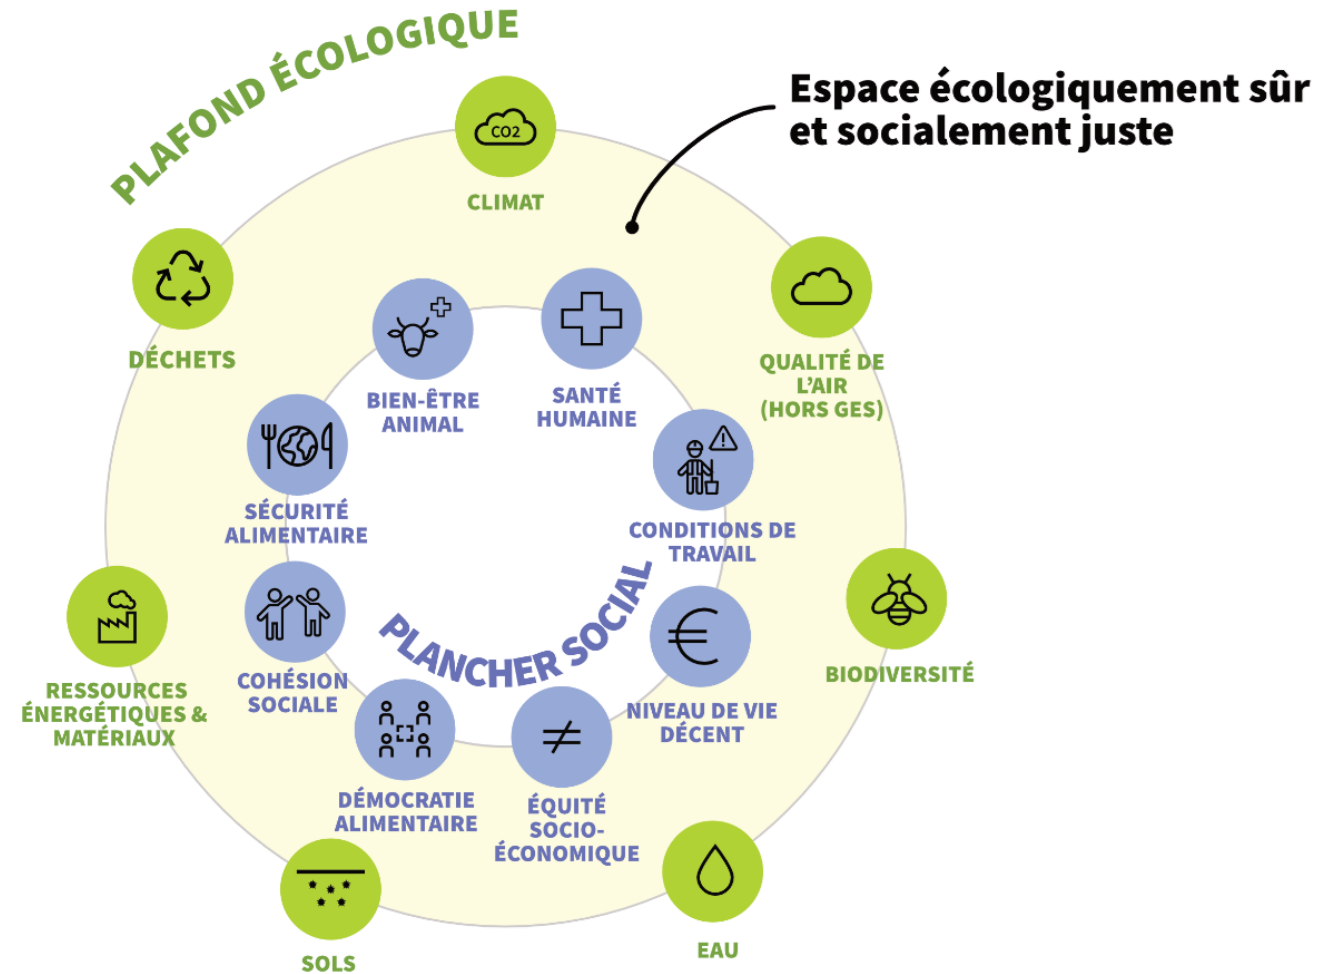 PLAFOND ÉCOLOGIQUE
Espace écologiquement sûr
et socialement juste
CO2
CLIMAT
DÉCHETS
QUALITÉ DE
L'AIR
(HORS GES)
BIEN-ÊTRE
ANIMAL
SANTÉ
HUMAINE
SÉCURITÉ
ALIMENTAIRE
CONDITIONS DE
TRAVAIL
PLANCHER SOCIAL
COHÉSION
SOCIALE
NIVEAU DE VIE
DÉCENT
BIODIVERSITÉ
RESSOURCES
ÉNERGÉTIQUES &
MATÉRIAUX
DÉMOCRATIE
ALIMENTAIRE
ÉQUITÉ
SOCIO-
ÉCONOMIQUE
EAU
SOLS